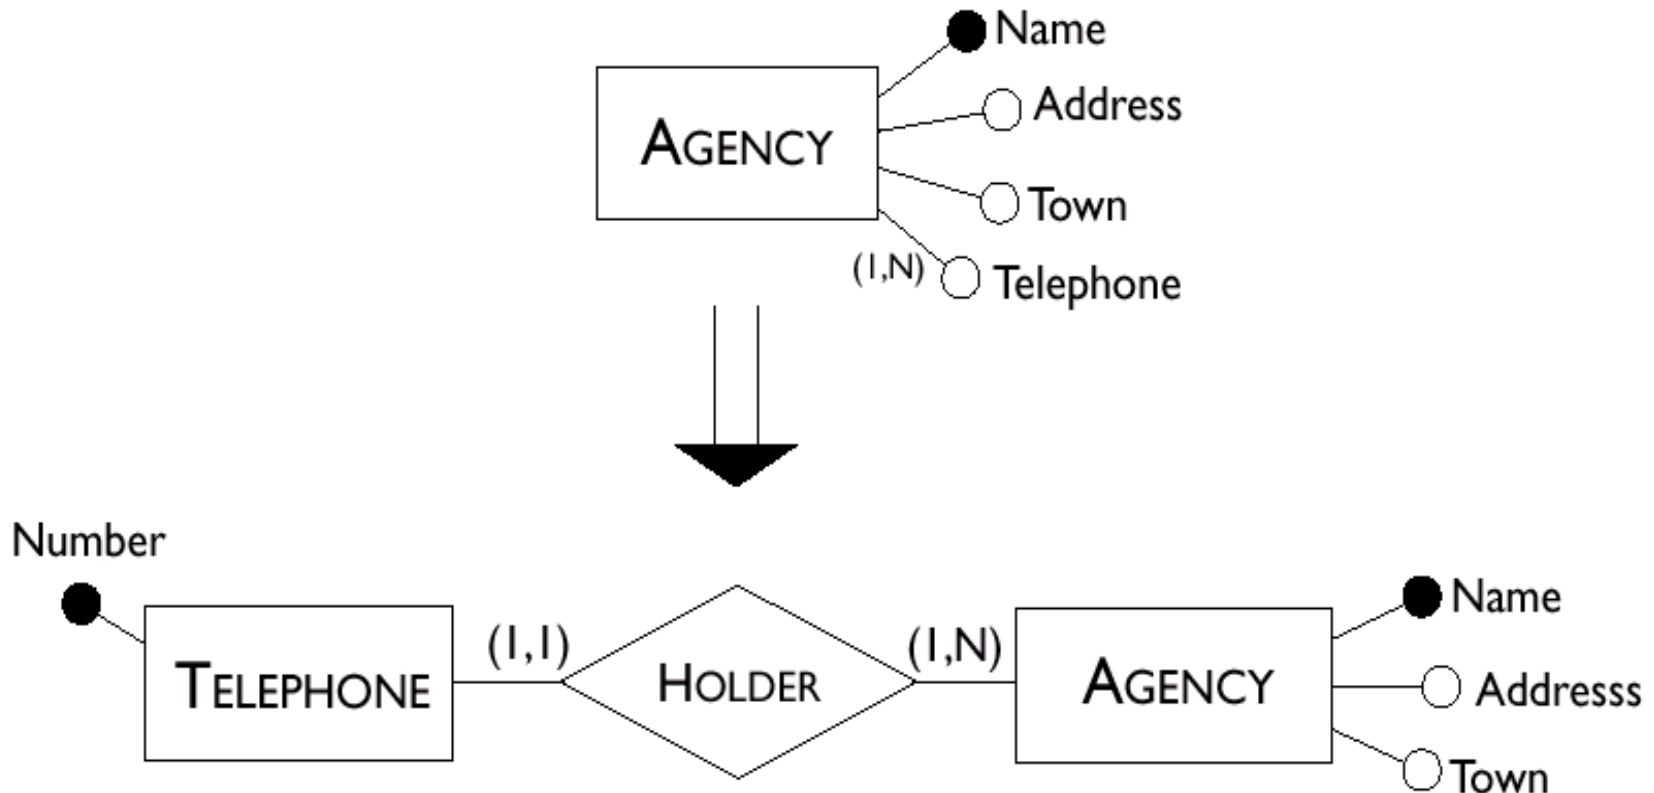 Name
Address
AGENCY
Town
(1,N)
Telephone
Number
Name
(1,1)
(1,N)
TELEPHONE
HOLDER
AGENCY
Addresss
Town